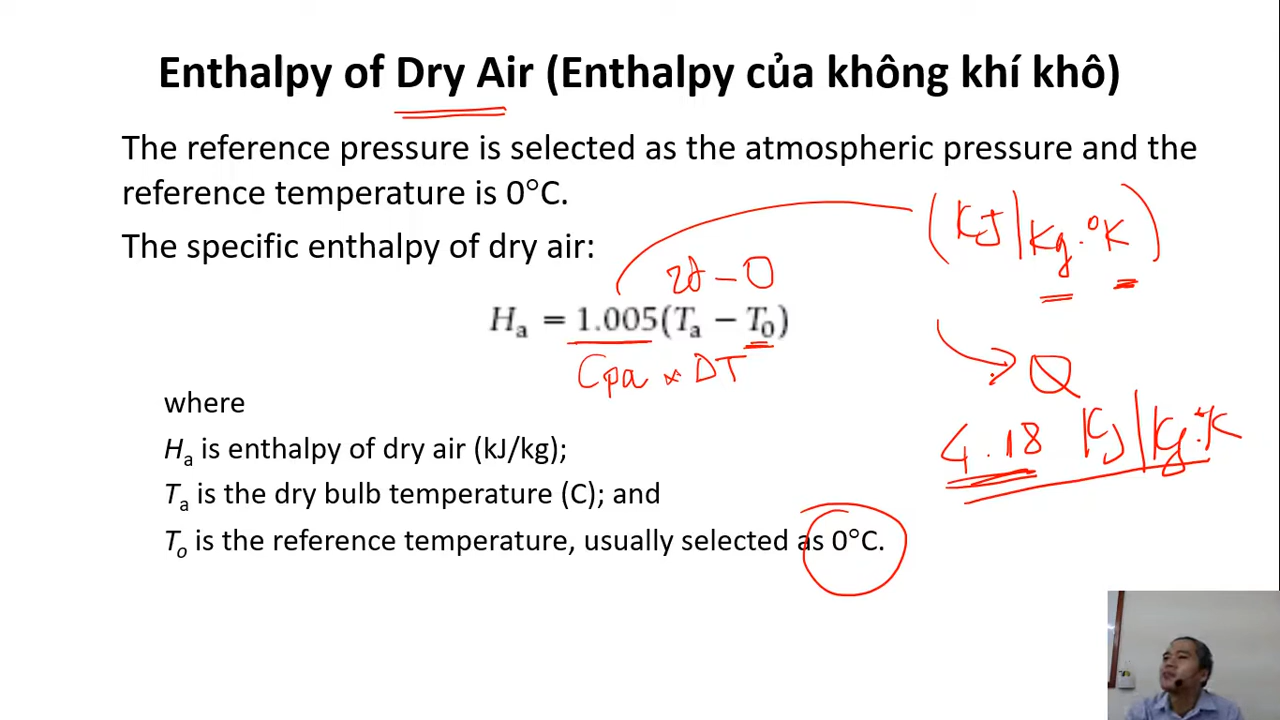 Enthalpy of Dry Air (Enthalpy của không khí khô)
The reference pressure is selected as the atmospheric pressure and the
reference temperature is 0°C.
(KJ|Kg.°K)
The specific enthalpy of dry air:
- 0
Ha = 1.005(Ta − T0)
Cpa × DT
Q
4.18 KJ|Kg.°K
where
Ha is enthalpy of dry air (kJ/kg);
Ta is the dry bulb temperature (C); and
To is the reference temperature, usually selected as 0°C.